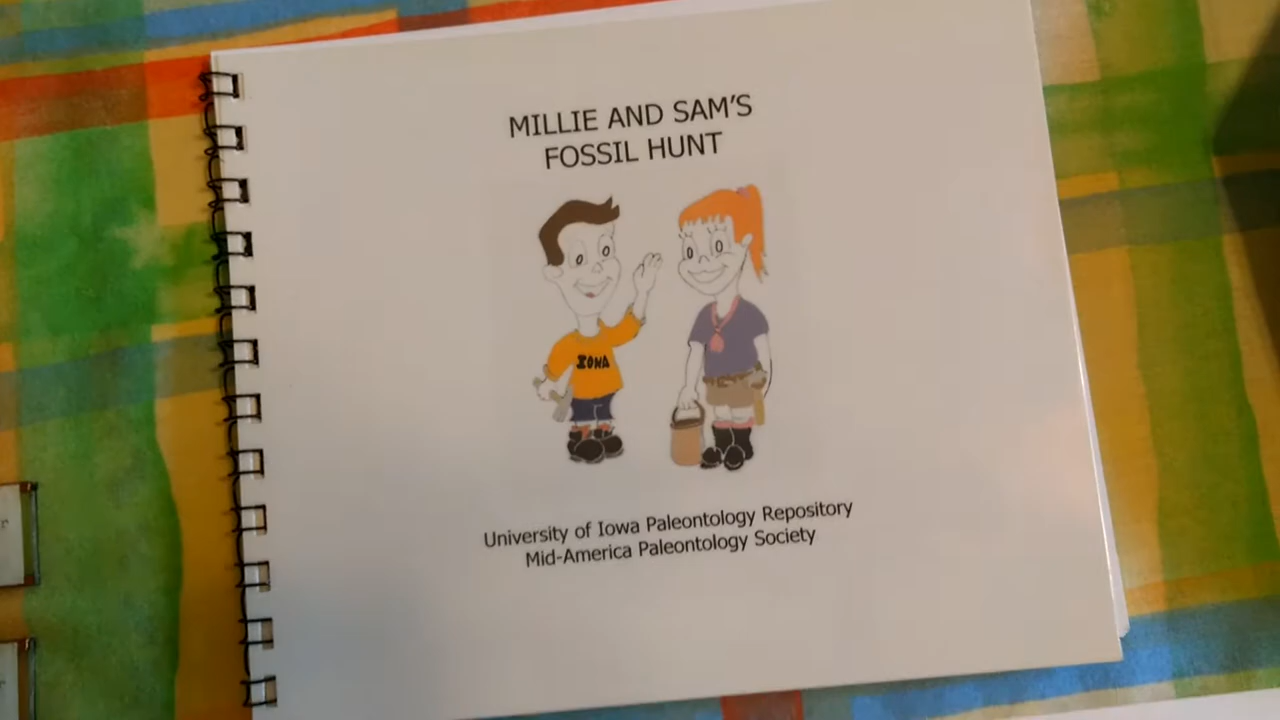 MILLIE AND SAM'S
FOSSIL HUNT
IOWA
University of Iowa Paleontology Repository
Mid-America Paleontology Society